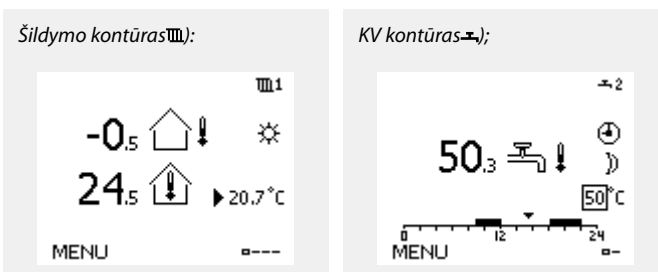 Šildymo kontūras):
1
-0.5
24.5
20.7°C
MENU
KV kontūras);
2
50.3
50°C
0 12 24
MENU